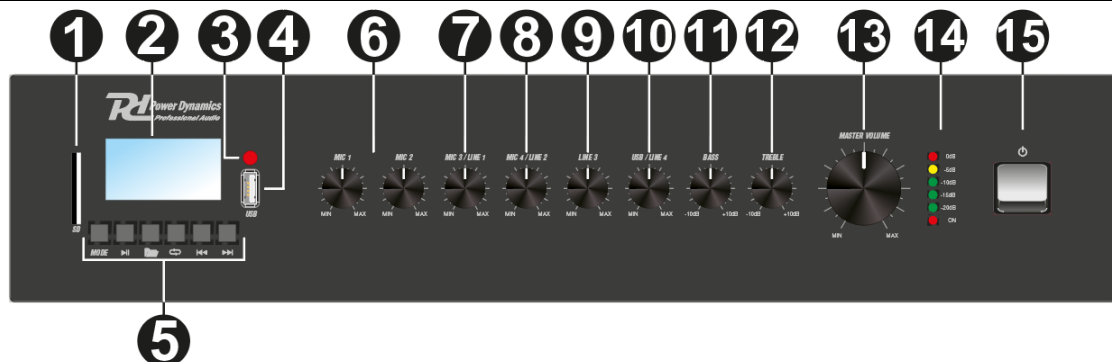 1 2 3 4 6 7 8 9 10 11 12 13 14 15
Pd Power Dynamics
Professional Audio
MASTER VOLUME
MIC 1 MIC 2 MIC 3 / LINE 1 MIC 4 / LINE 2 LINE 3 USB / LINE 4 BASS TREBLE
0dB
-5dB
-10dB
-15dB
-20dB
ON
USB
MIN MAX MIN MAX MIN MAX MIN MAX MIN MAX MIN MAX -10dB +10dB -10dB +10dB
SD
MIN MAX
MODE
5